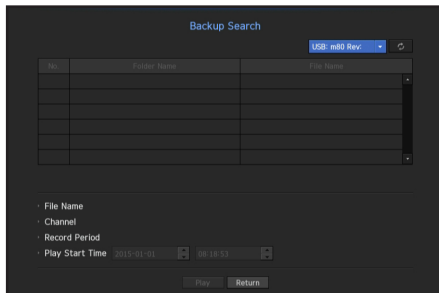 Backup Search
USB: m80 Rev:
No. Folder Name File Name
· File Name
· Channel
· Record Period
· Play Start Time 2015-01-01 08:18:53
Play Return